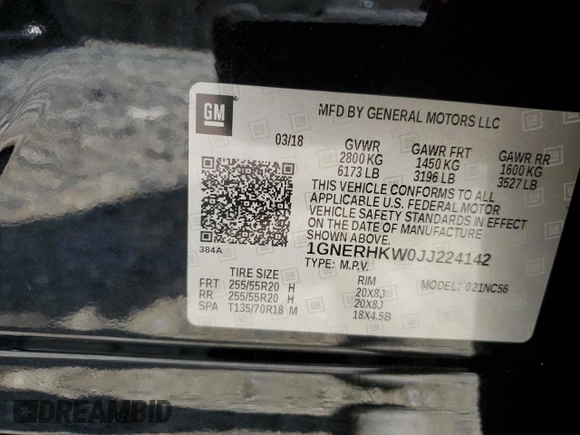 GM
MFD BY GENERAL MOTORS LLC
03/18 GVWR GAWR FRT GAWR RR
2800 KG 1450 KG 1600 KG
6173 LB 3196 LB 3527 LB
THIS VEHICLE CONFORMS TO ALL
APPLICABLE U.S. FEDERAL MOTOR
VEHICLE SAFETY STANDARDS IN EFFECT
ON THE DATE OF MANUFACTURE
SHOWN ABOVE.
384A 1GNERHKW0JJ224142
TYPE: M.P.V. MODEL: 021NC56
TIRE SIZE RIM
FRT 255/55R20 H 20X8J
RR 255/55R20 H 20X8J
SPA T135/70R18 M 18X4.5B
DREAMBID